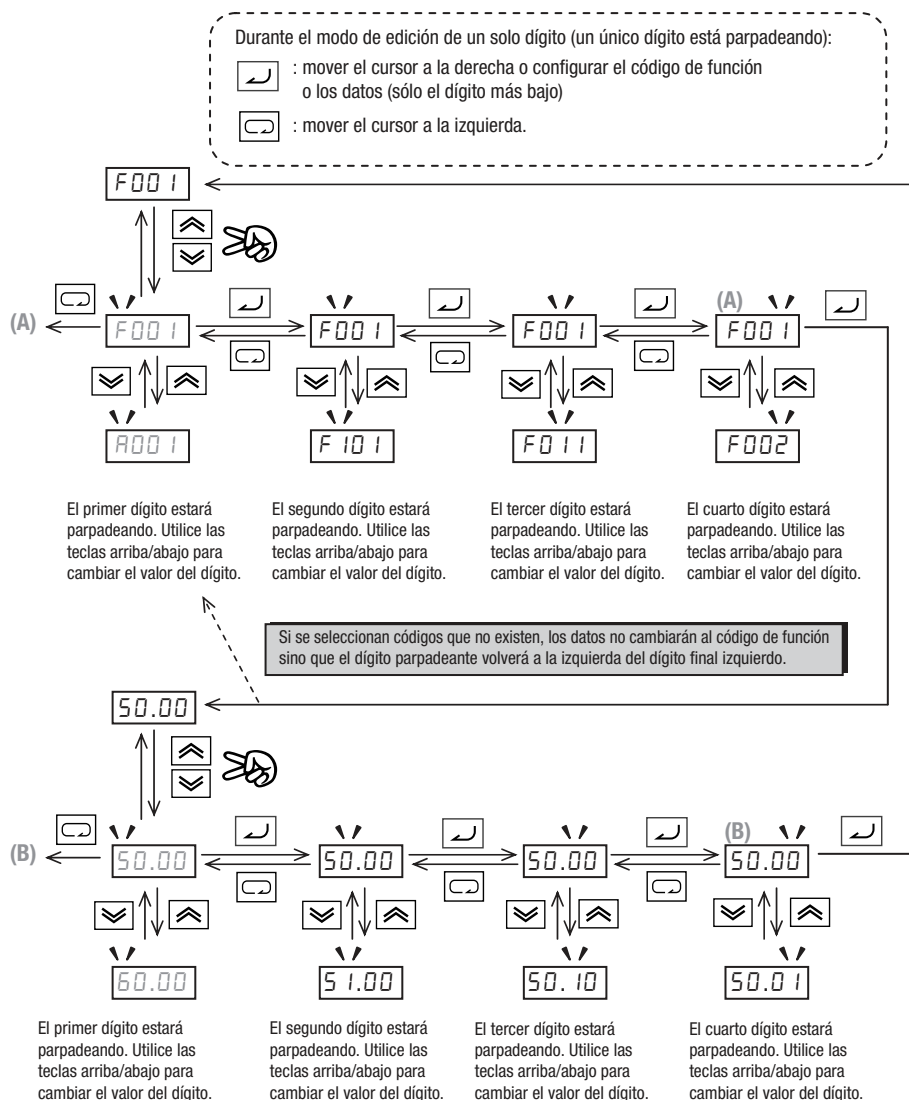 Durante el modo de edición de un solo dígito (un único dígito está parpadeando):
: mover el cursor a la derecha o configurar el código de función
o los datos (sólo el dígito más bajo)
: mover el cursor a la izquierda.
F001
(A)
F001
F001
F001
(A)
F001
A001
F101
F011
F002
El primer dígito estará
parpadeando. Utilice las
teclas arriba/abajo para
cambiar el valor del dígito.
El segundo dígito estará
parpadeando. Utilice las
teclas arriba/abajo para
cambiar el valor del dígito.
El tercer dígito estará
parpadeando. Utilice las
teclas arriba/abajo para
cambiar el valor del dígito.
El cuarto dígito estará
parpadeando. Utilice las
teclas arriba/abajo para
cambiar el valor del dígito.
Si se seleccionan códigos que no existen, los datos no cambiarán al código de función
sino que el dígito parpadeante volverá a la izquierda del dígito final izquierdo.
50.00
(B)
50.00
50.00
50.00
(B)
50.00
60.00
51.00
50.10
50.01
El primer dígito estará
parpadeando. Utilice las
teclas arriba/abajo para
cambiar el valor del dígito.
El segundo dígito estará
parpadeando. Utilice las
teclas arriba/abajo para
cambiar el valor del dígito.
El tercer dígito estará
parpadeando. Utilice las
teclas arriba/abajo para
cambiar el valor del dígito.
El cuarto dígito estará
parpadeando. Utilice las
teclas arriba/abajo para
cambiar el valor del dígito.